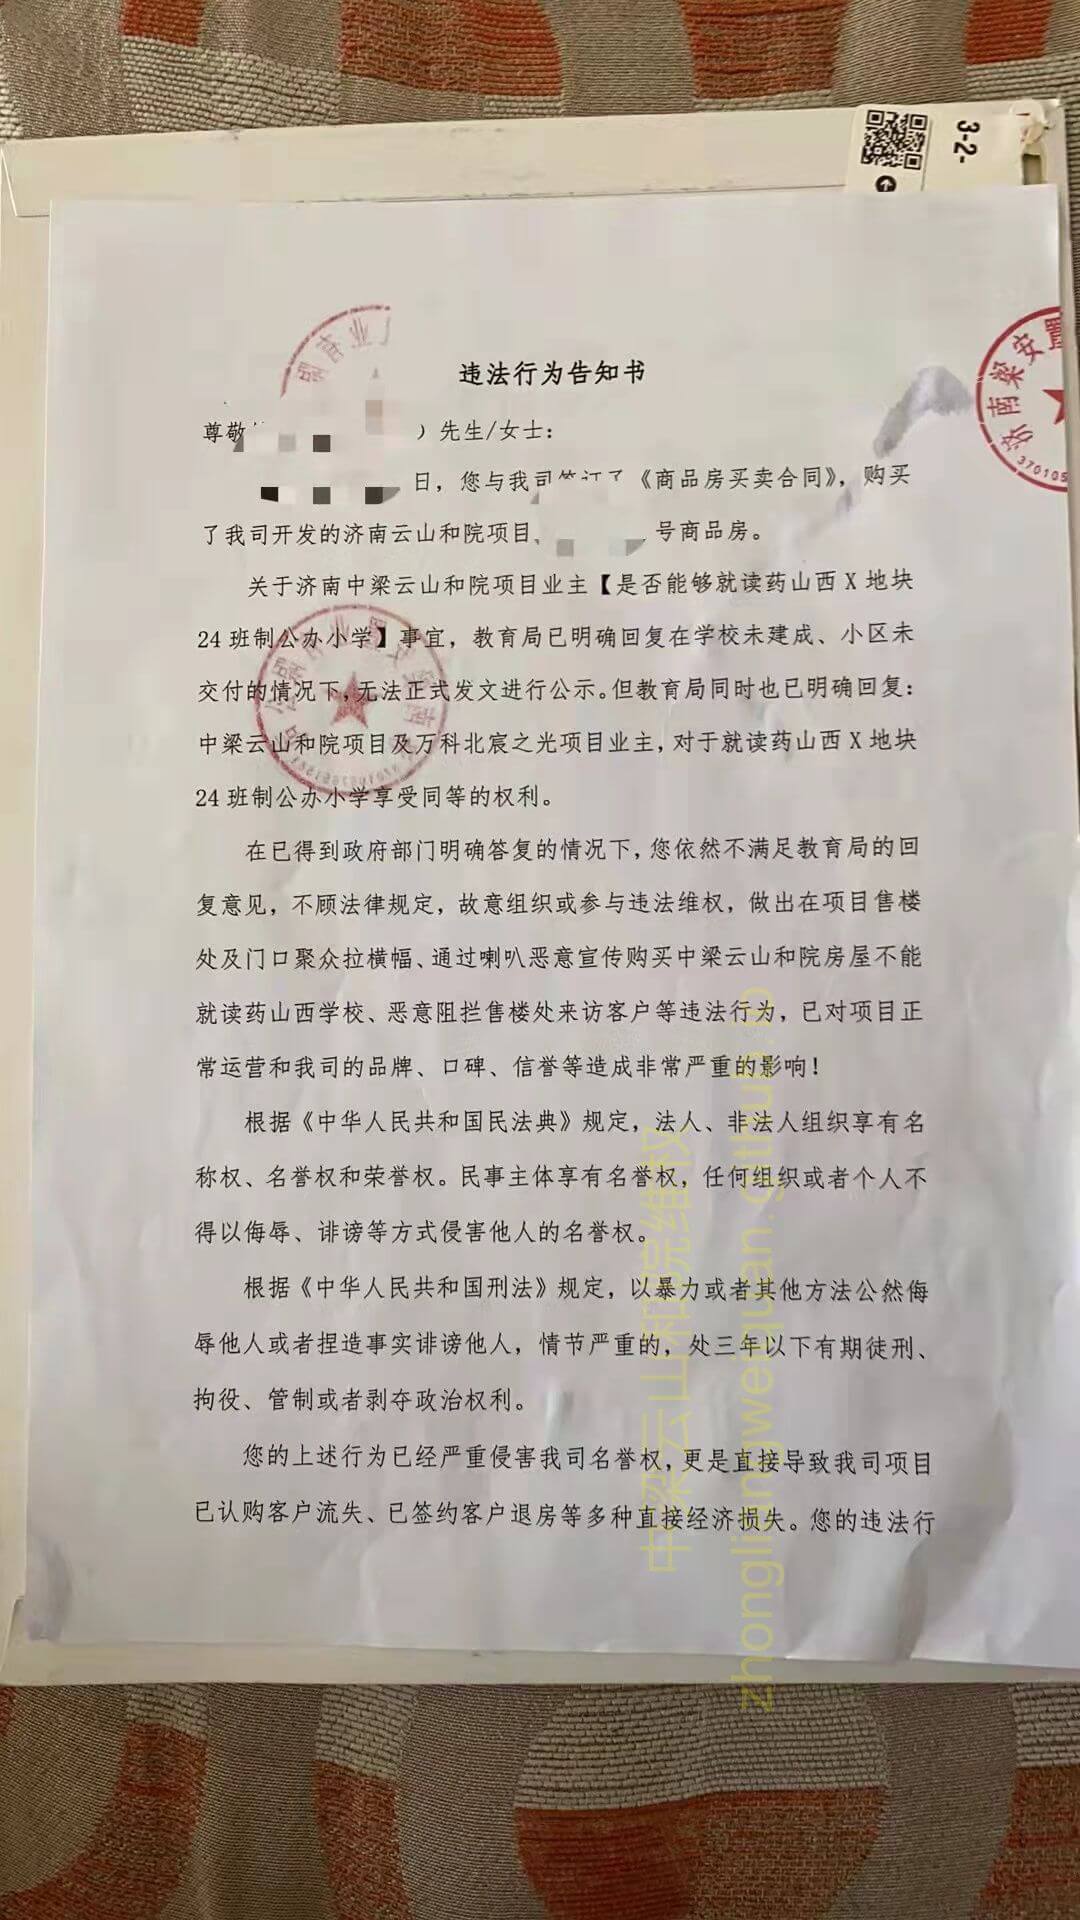 3-2-
违法行为告知书
尊敬 ）先生/女士：
日，您与我司签订了《商品房买卖合同》，购买
了我司开发的济南云山和院项目 号商品房。
关于济南中梁云山和院项目业主【是否能够就读药山西 X 地块
24 班制公办小学】事宜，教育局已明确回复在学校未建成、小区未
交付的情况下，无法正式发文进行公示。但教育局同时也已明确回复：
中梁云山和院项目及万科北宸之光项目业主，对于就读药山西 X 地块
24 班制公办小学享受同等的权利。
在已得到政府部门明确答复的情况下，您依然不满足教育局的回
复意见，不顾法律规定，故意组织或参与违法维权，做出在项目售楼
处及门口聚众拉横幅、通过喇叭恶意宣传购买中梁云山和院房屋不能
就读药山西学校、恶意阻拦售楼处来访客户等违法行为，已对项目正
常运营和我司的品牌、口碑、信誉等造成非常严重的影响！
根据《中华人民共和国民法典》规定，法人、非法人组织享有名
称权、名誉权和荣誉权。民事主体享有名誉权，任何组织或者个人不
得以侮辱、诽谤等方式侵害他人的名誉权。
根据《中华人民共和国刑法》规定，以暴力或者其他方法公然侮
辱他人或者捏造事实诽谤他人，情节严重的，处三年以下有期徒刑、
拘役、管制或者剥夺政治权利。
您的上述行为已经严重侵害我司名誉权，更是直接导致我司项目
已认购客户流失、已签约客户退房等多种直接经济损失。您的违法行
济南梁安置
370105
中梁云山和院维权
zhongliangweiquan.github.io